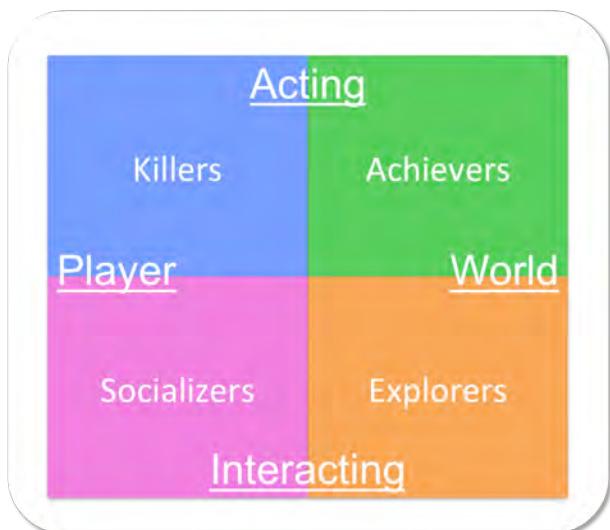 Acting
Killers
Achievers
Player
World
Socializers
Explorers
Interacting